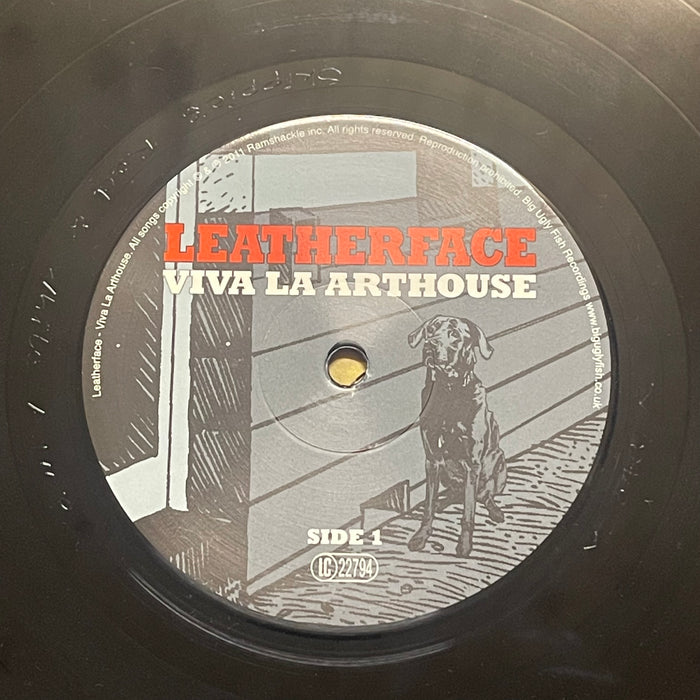 Leatherface - Viva La Arthouse. All songs copyright © & ℗ 2011 Ramshackle inc. All rights reserved. Reproduction prohibited. Big Ugly Fish Recordings www.biguglyfish.co.uk
LEATHERFACE
VIVA LA ARTHOUSE
SIDE 1
LC 22794